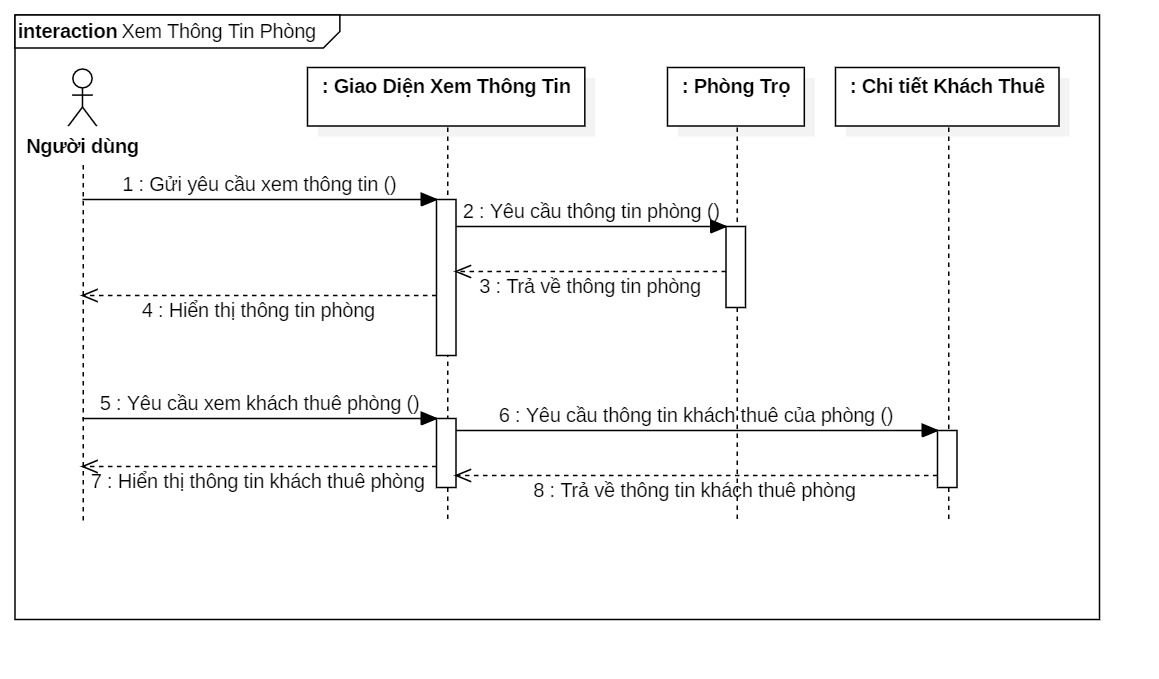 interaction Xem Thông Tin Phòng
: Giao Diện Xem Thông Tin
: Phòng Trọ
: Chi tiết Khách Thuê
Người dùng
1 : Gửi yêu cầu xem thông tin ()
2 : Yêu cầu thông tin phòng ()
3 : Trả về thông tin phòng
4 : Hiển thị thông tin phòng
5 : Yêu cầu xem khách thuê phòng ()
6 : Yêu cầu thông tin khách thuê của phòng ()
7 : Hiển thị thông tin khách thuê phòng
8 : Trả về thông tin khách thuê phòng